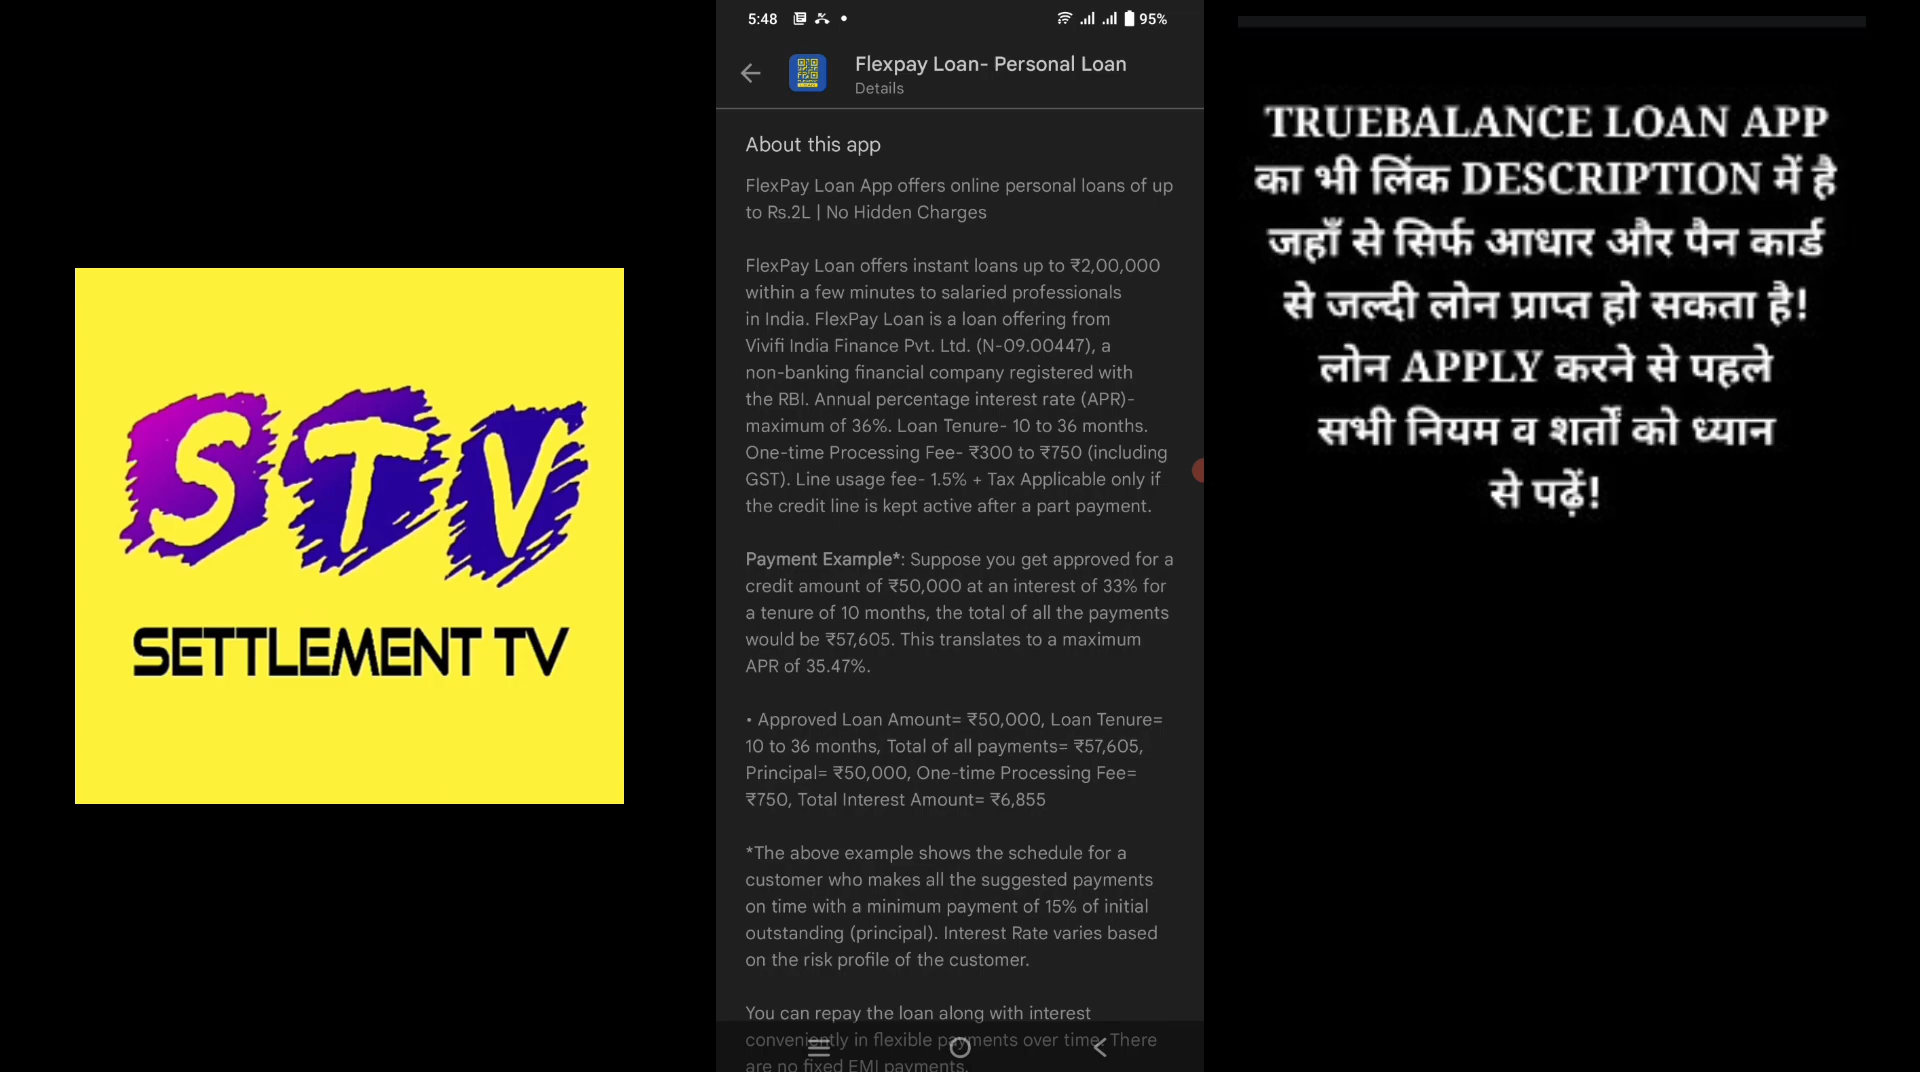 STV
SETTLEMENT TV
5:48
95%
Flexpay Loan- Personal Loan
Details
About this app
FlexPay Loan App offers online personal loans of up
to Rs.2L | No Hidden Charges
FlexPay Loan offers instant loans up to ₹2,00,000
within a few minutes to salaried professionals
in India. FlexPay Loan is a loan offering from
Vivifi India Finance Pvt. Ltd. (N-09.00447), a
non-banking financial company registered with
the RBI. Annual percentage interest rate (APR)-
maximum of 36%. Loan Tenure- 10 to 36 months.
One-time Processing Fee- ₹300 to ₹750 (including
GST). Line usage fee- 1.5% + Tax Applicable only if
the credit line is kept active after a part payment.
Payment Example*: Suppose you get approved for a
credit amount of ₹50,000 at an interest of 33% for
a tenure of 10 months, the total of all the payments
would be ₹57,605. This translates to a maximum
APR of 35.47%.
• Approved Loan Amount= ₹50,000, Loan Tenure=
10 to 36 months, Total of all payments= ₹57,605,
Principal= ₹50,000, One-time Processing Fee=
₹750, Total Interest Amount= ₹6,855
*The above example shows the schedule for a
customer who makes all the suggested payments
on time with a minimum payment of 15% of initial
outstanding (principal). Interest Rate varies based
on the risk profile of the customer.
You can repay the loan along with interest
conveniently in flexible payments over time. There
are no fixed EMI payments.
TRUEBALANCE LOAN APP
का भी लिंक DESCRIPTION में है
जहाँ से सिर्फ आधार और पैन कार्ड
से जल्दी लोन प्राप्त हो सकता है!
लोन APPLY करने से पहले
सभी नियम व शर्तों को ध्यान
से पढ़ें!